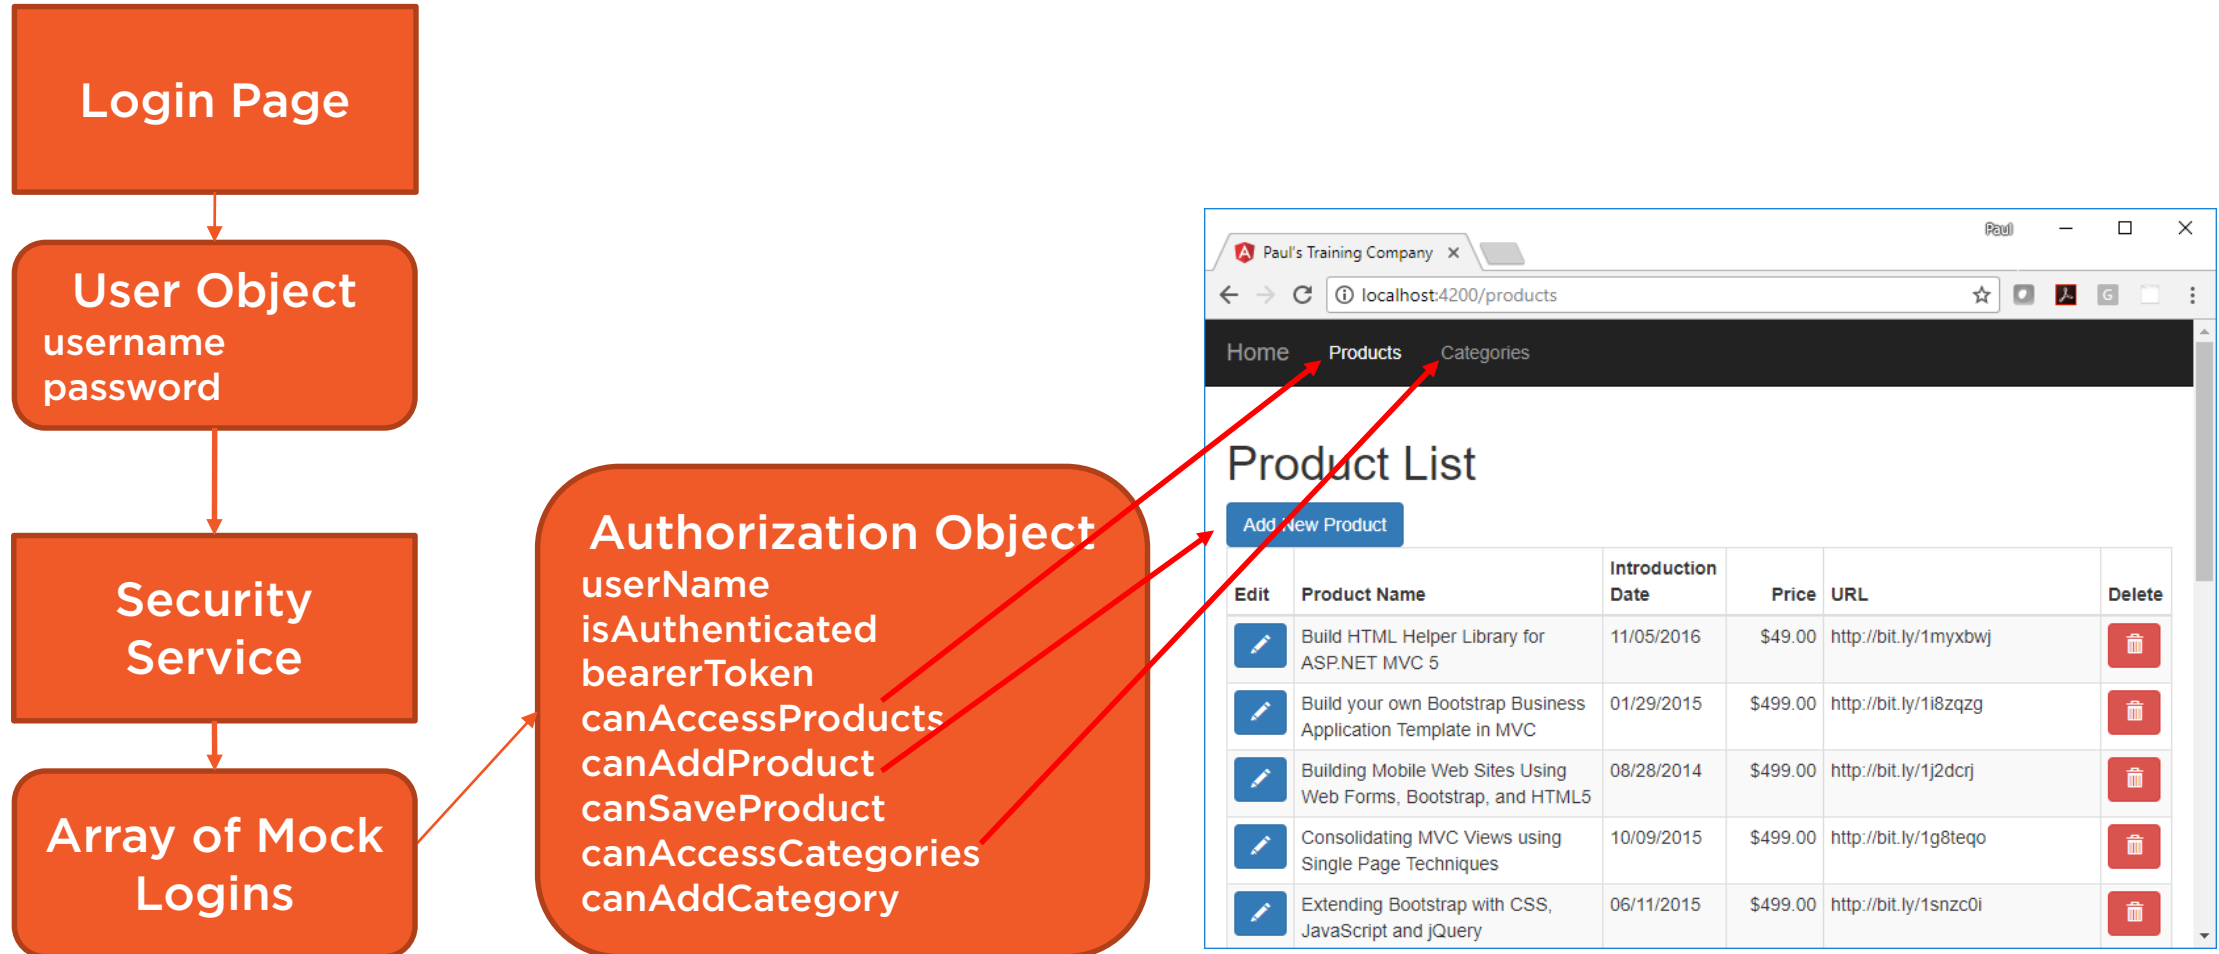 Login Page
User Object
username
password
Security
Service
Array of Mock
Logins
Authorization Object
userName
isAuthenticated
bearerToken
canAccessProducts
canAddProduct
canSaveProduct
canAccessCategories
canAddCategory
Paul
Paul's Training Company
localhost:4200/products
G
Home Products Categories
Product List
Add New Product
Edit Product Name Introduction Date Price URL Delete
Build HTML Helper Library for 11/05/2016 $49.00 http://bit.ly/1myxbwj
ASP.NET MVC 5
Build your own Bootstrap Business 01/29/2015 $499.00 http://bit.ly/1i8zqzg
Application Template in MVC
Building Mobile Web Sites Using 08/28/2014 $499.00 http://bit.ly/1j2dcrj
Web Forms, Bootstrap, and HTML5
Consolidating MVC Views using 10/09/2015 $499.00 http://bit.ly/1g8teqo
Single Page Techniques
Extending Bootstrap with CSS, 06/11/2015 $499.00 http://bit.ly/1snzc0i
JavaScript and jQuery